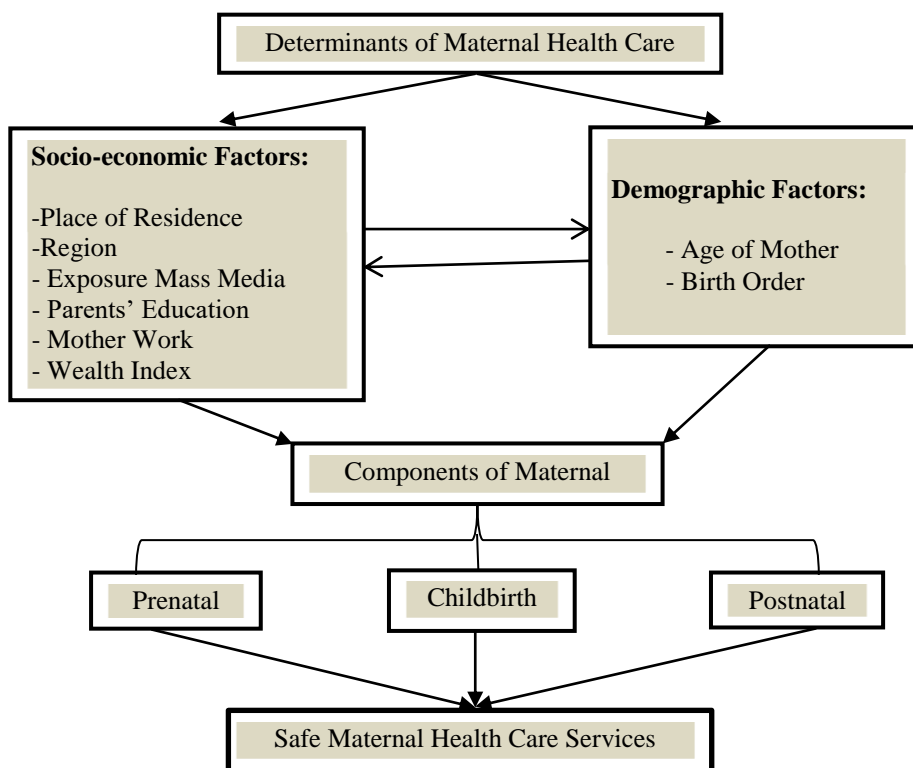 Determinants of Maternal Health Care
Socio-economic Factors:
-Place of Residence
-Region
- Exposure Mass Media
- Parents’ Education
- Mother Work
- Wealth Index
Demographic Factors:
- Age of Mother
- Birth Order
Components of Maternal
Prenatal
Childbirth
Postnatal
Safe Maternal Health Care Services